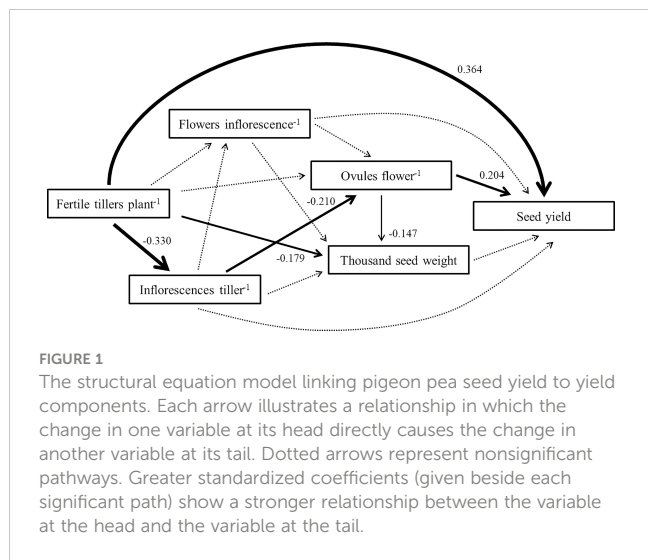 0.364
Flowers inflorescence-1
Ovules flower-1
0.204
Fertile tillers plant-1
-0.210
Seed yield
-0.330
-0.147
-0.179
Thousand seed weight
Inflorescences tiller-1
FIGURE 1
The structural equation model linking pigeon pea seed yield to yield
components. Each arrow illustrates a relationship in which the
change in one variable at its head directly causes the change in
another variable at its tail. Dotted arrows represent nonsignificant
pathways. Greater standardized coefficients (given beside each
significant path) show a stronger relationship between the variable
at the head and the variable at the tail.